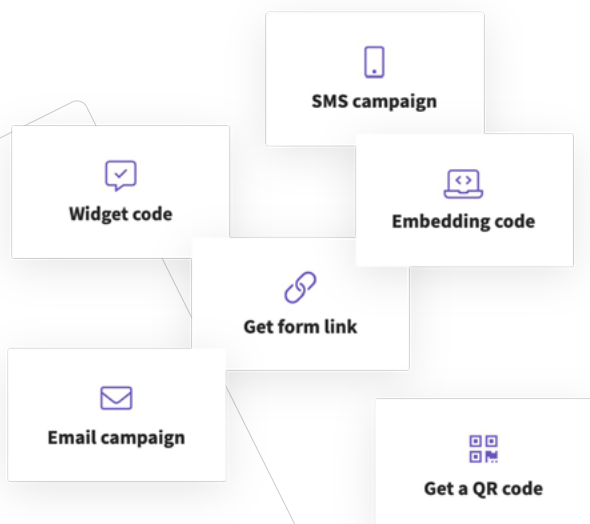 SMS campaign
Widget code
Embedding code
Get form link
Email campaign
Get a QR code